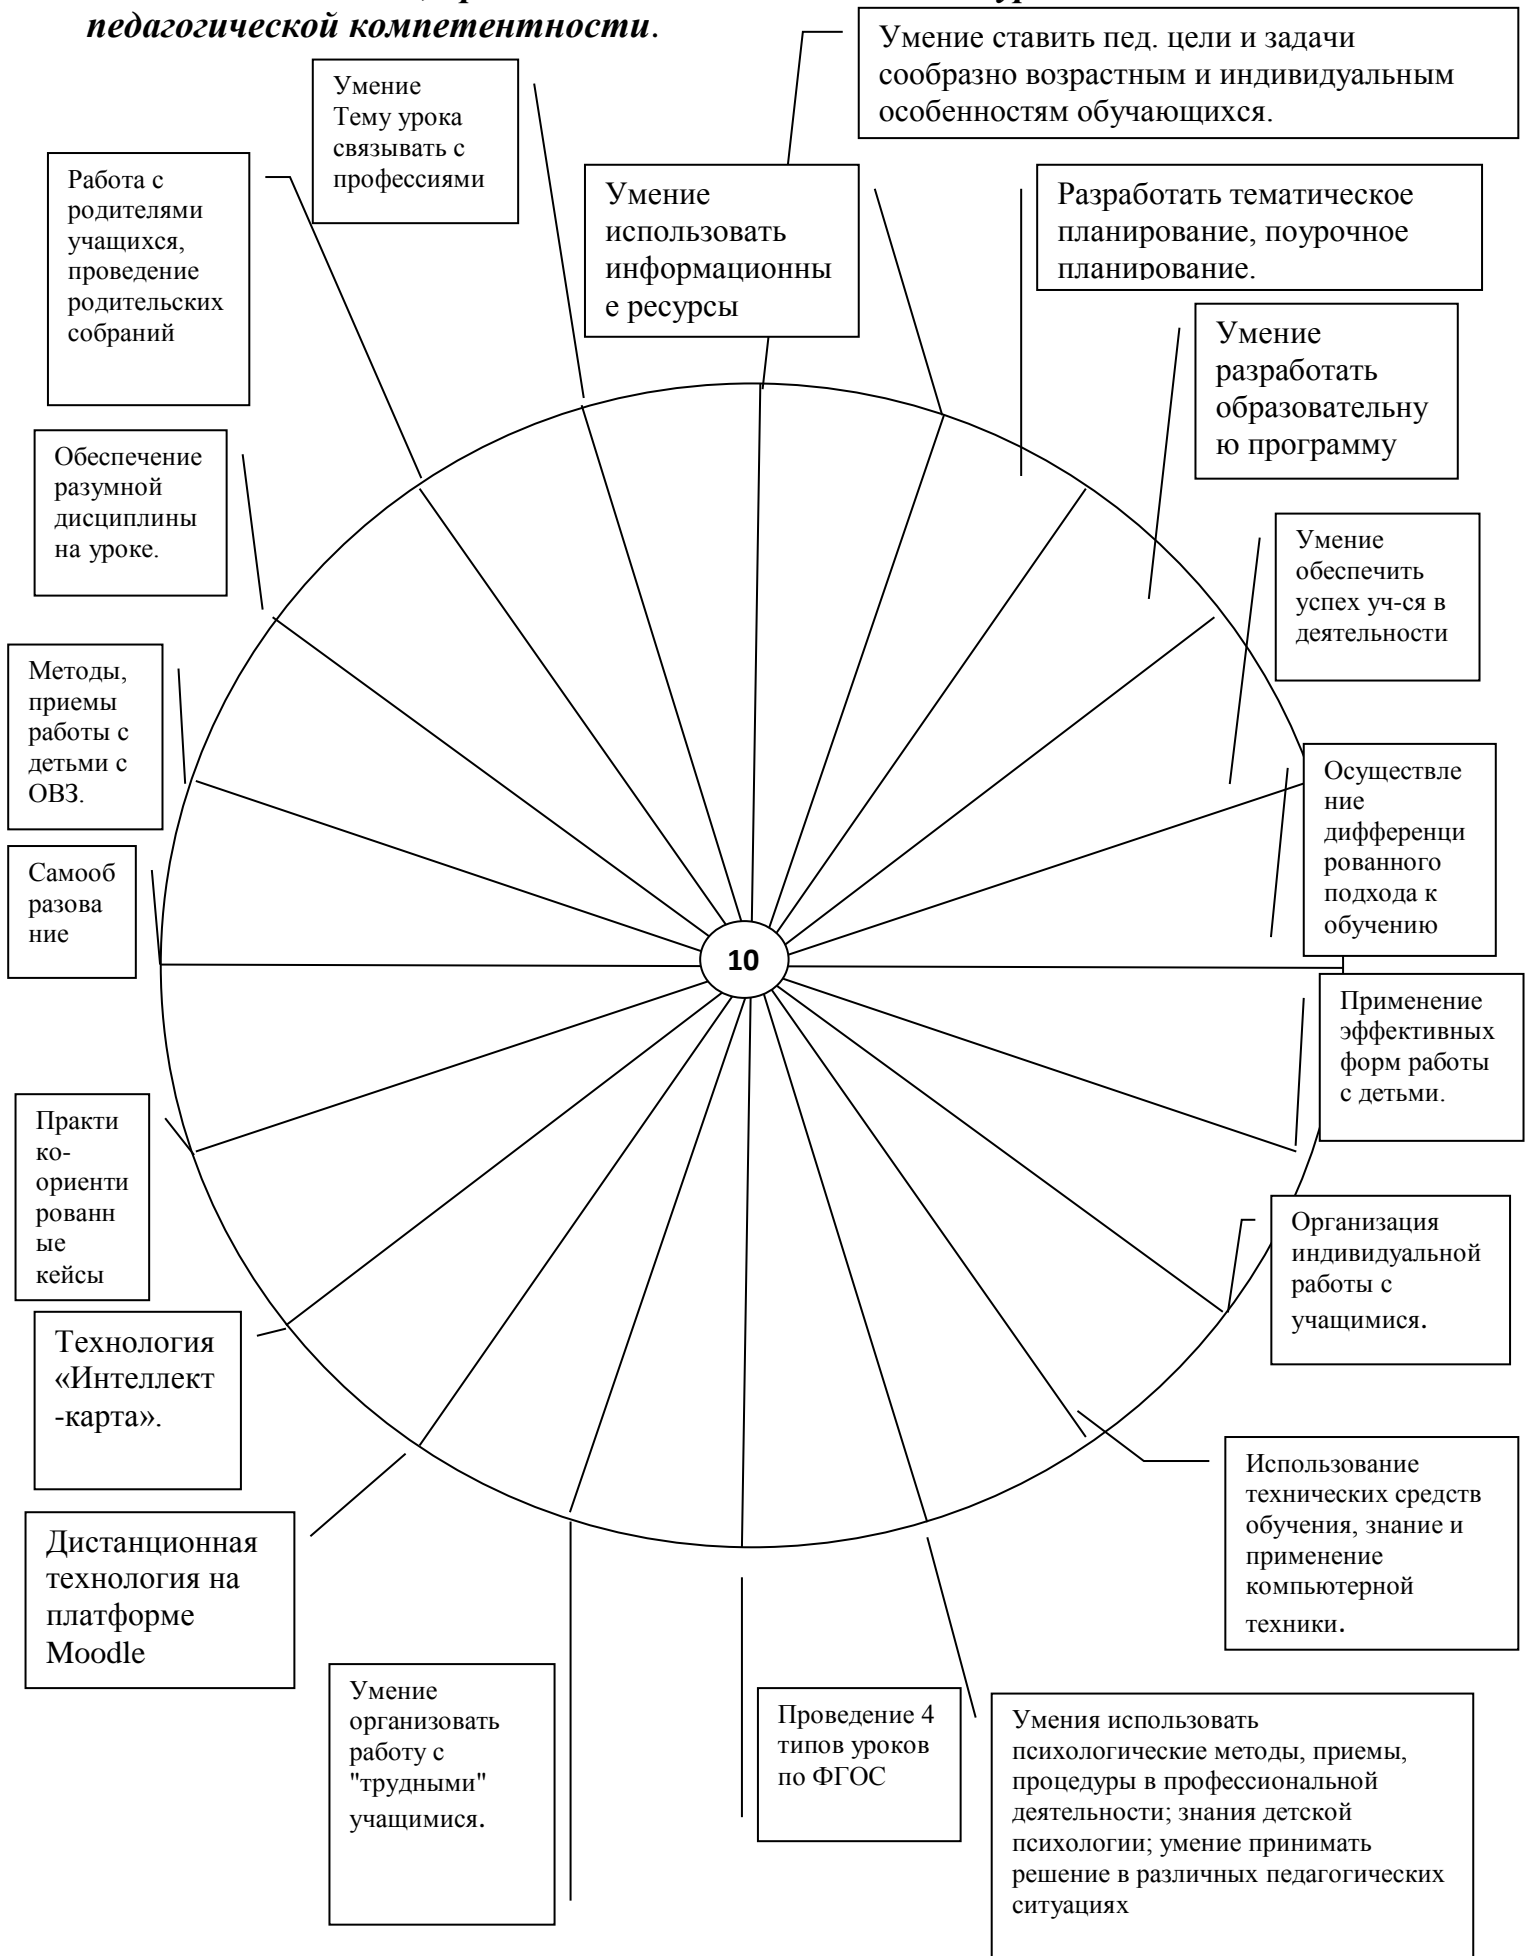 педагогической компетентности.
Умение ставить пед. цели и задачи
сообразно возрастным и индивидуальным
особенностям обучающихся.
Умение
Тему урока
связывать с
профессиями
Работа с
родителями
учащихся,
проведение
родительских
собраний
Умение
использовать
информационны
е ресурсы
Разработать тематическое
планирование, поурочное
планирование.
Умение
разработать
образовательну
ю программу
Обеспечение
разумной
дисциплины
на уроке.
Умение
обеспечить
успех уч-ся в
деятельности
Методы,
приемы
работы с
детьми с
ОВЗ.
Осуществле
ние
дифференци
рованного
подхода к
обучению
Самооб
разова
ние
10
Применение
эффективных
форм работы
с детьми.
Практи
ко-
ориенти
рованн
ые
кейсы
Организация
индивидуальной
работы с
учащимися.
Технология
«Интеллект
-карта».
Использование
технических средств
обучения, знание и
применение
компьютерной
техники.
Дистанционная
технология на
платформе
Moodle
Умение
организовать
работу с
"трудными"
учащимися.
Проведение 4
типов уроков
по ФГОС
Умения использовать
психологические методы, приемы,
процедуры в профессиональной
деятельности; знания детской
психологии; умение принимать
решение в различных педагогических
ситуациях